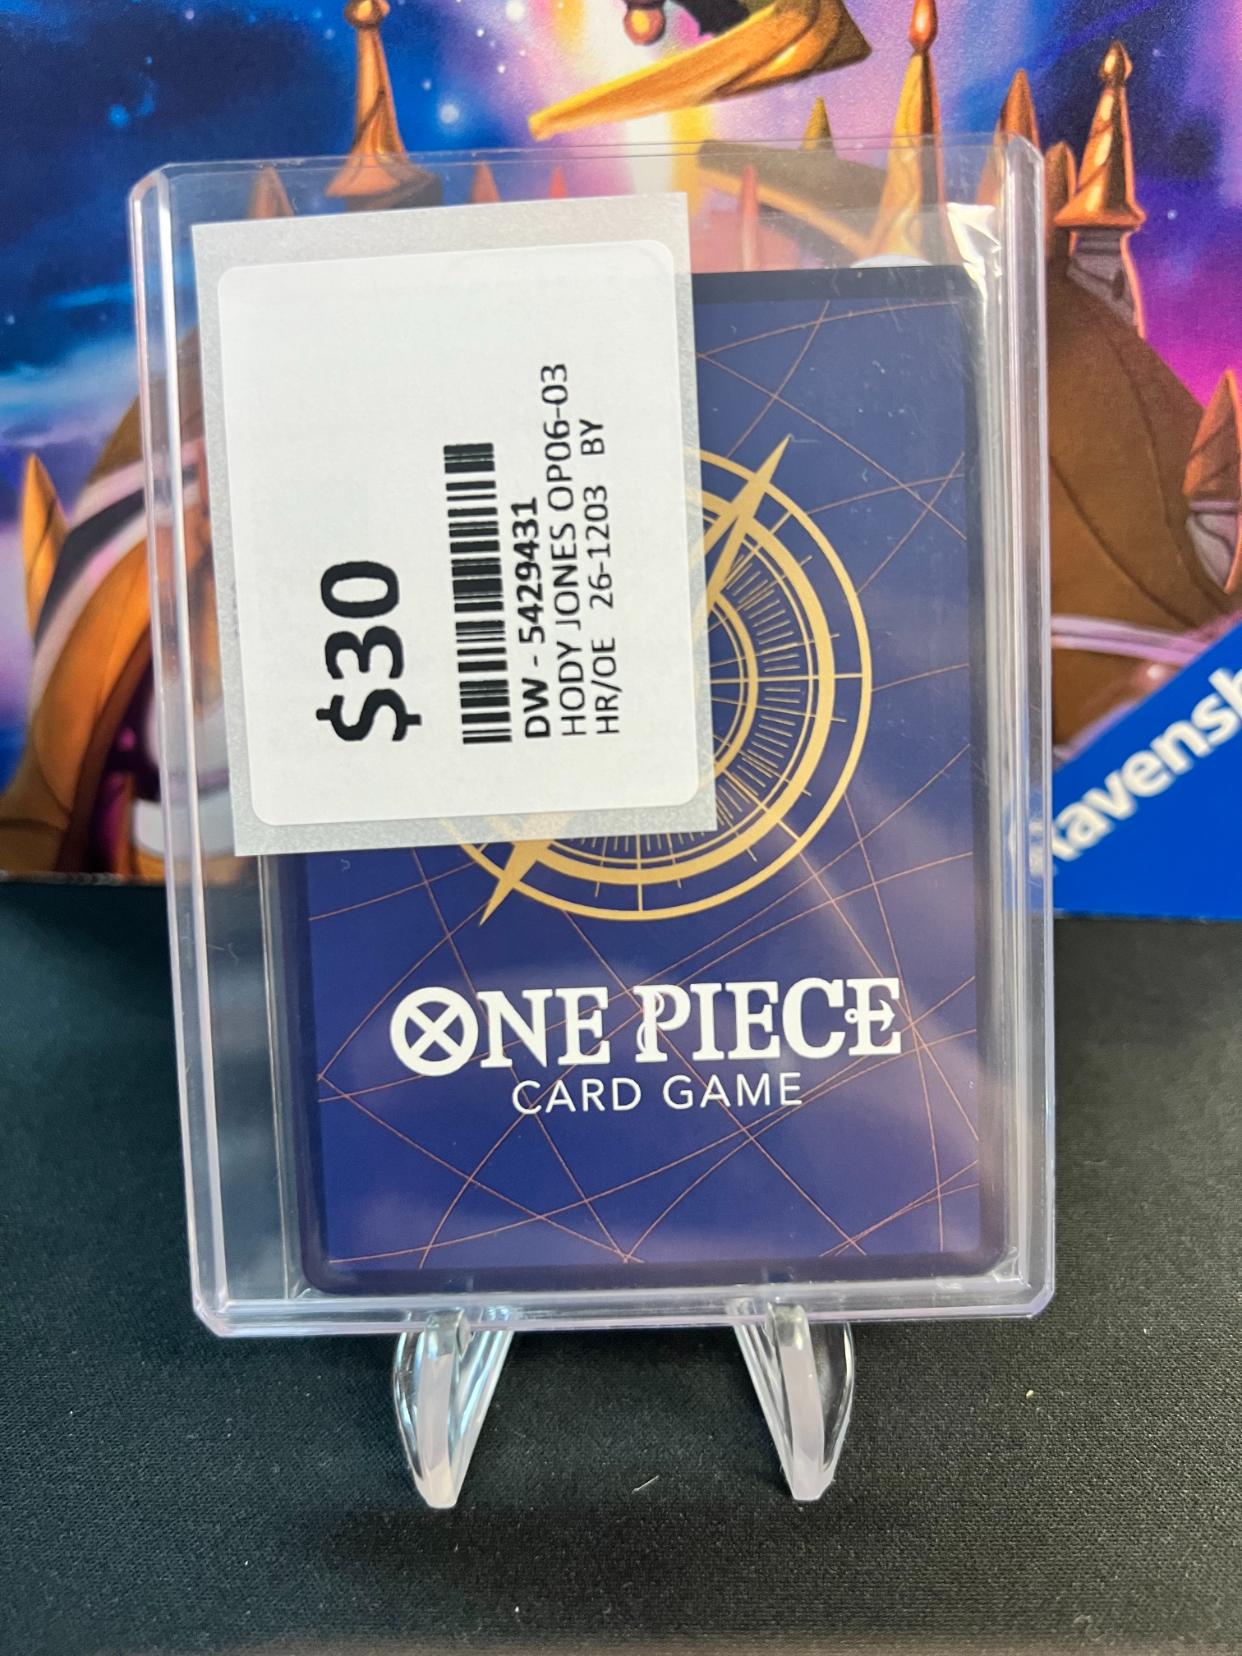 $30
DW - 5429431
HODY JONES OP06-03
HR/OE 26-1203 BY
ONE PIECE
CARD GAME
Ravensb